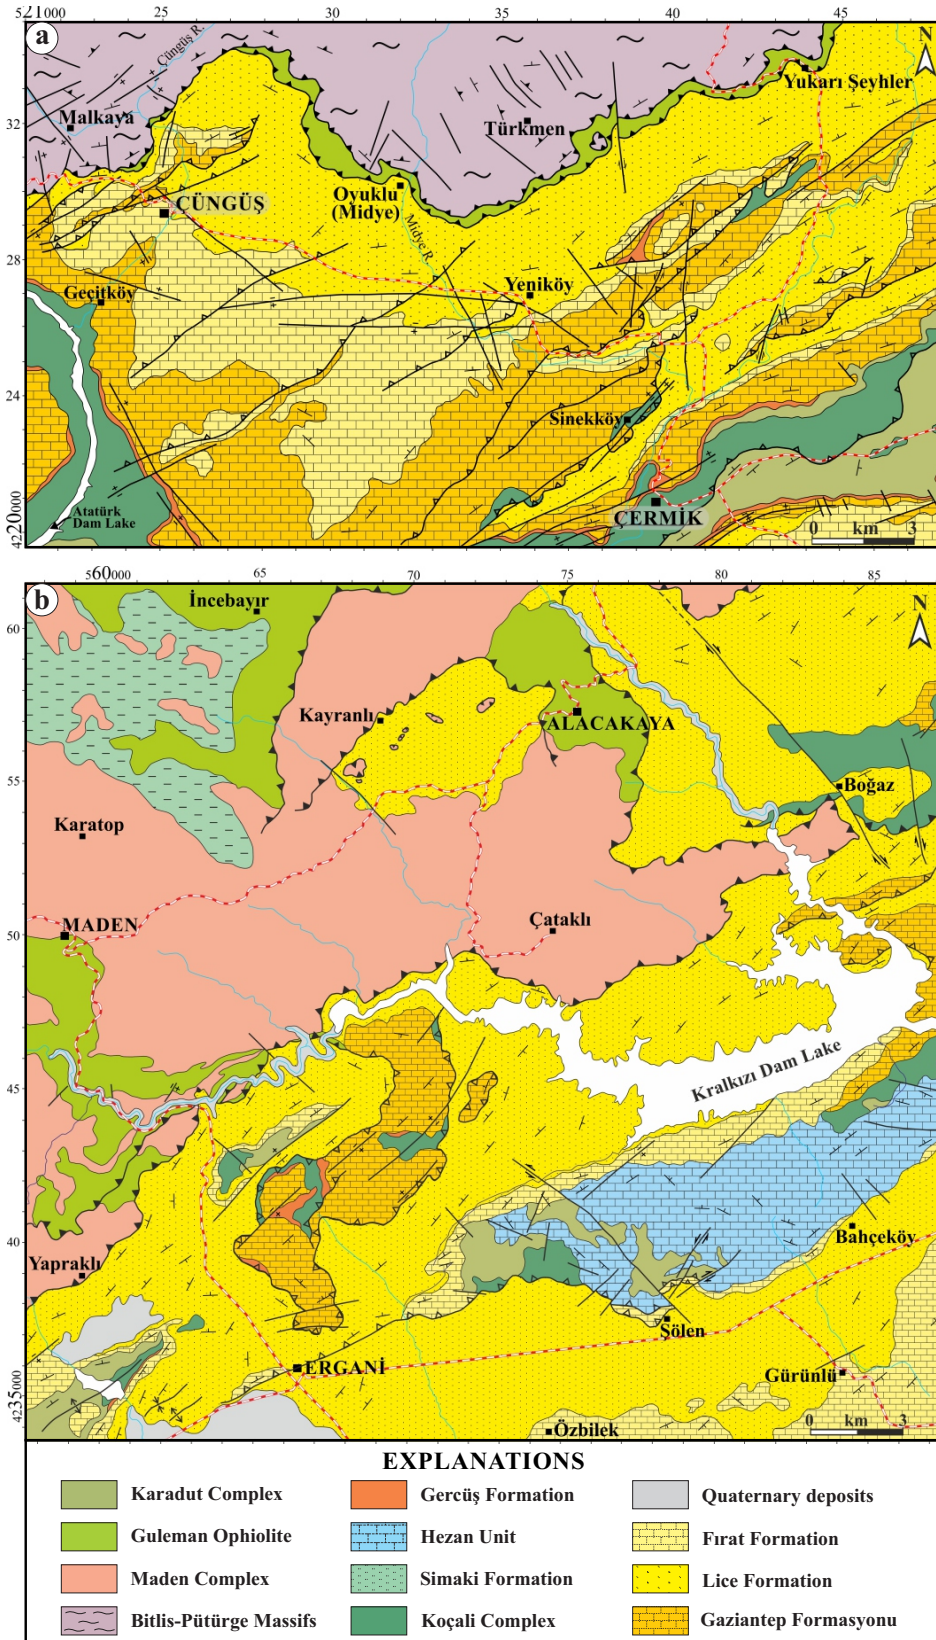 521000 25 30 35 40 45
a
N
Cüngüş R.
Yukarı Şeyhler
Malkaya
32
Türkmen
Oyuklu
(Midye)
ÇÜNGÜŞ
Midye R.
28
Geçitköy
Yeniköy
24
Sinekköy
Atatürk
Dam Lake
ÇERMİK
4220000
0 km 3
560000 65 70 75 80 85
b
N
İncebayır
60
Kayranlı
ALACAKAYA
55
Boğaz
Karatop
MADEN
50
Çataklı
Kralkızı Dam Lake
45
Bahçeköy
40
Yapraklı
Şölen
ERGANİ
Gürünlü
4235000
0 km 3
Özbilek
EXPLANATIONS
Karadut Complex Gercüş Formation Quaternary deposits
Guleman Ophiolite Hezan Unit Fırat Formation
Maden Complex Simaki Formation Lice Formation
Bitlis-Pütürge Massifs Koçali Complex Gaziantep Formasyonu